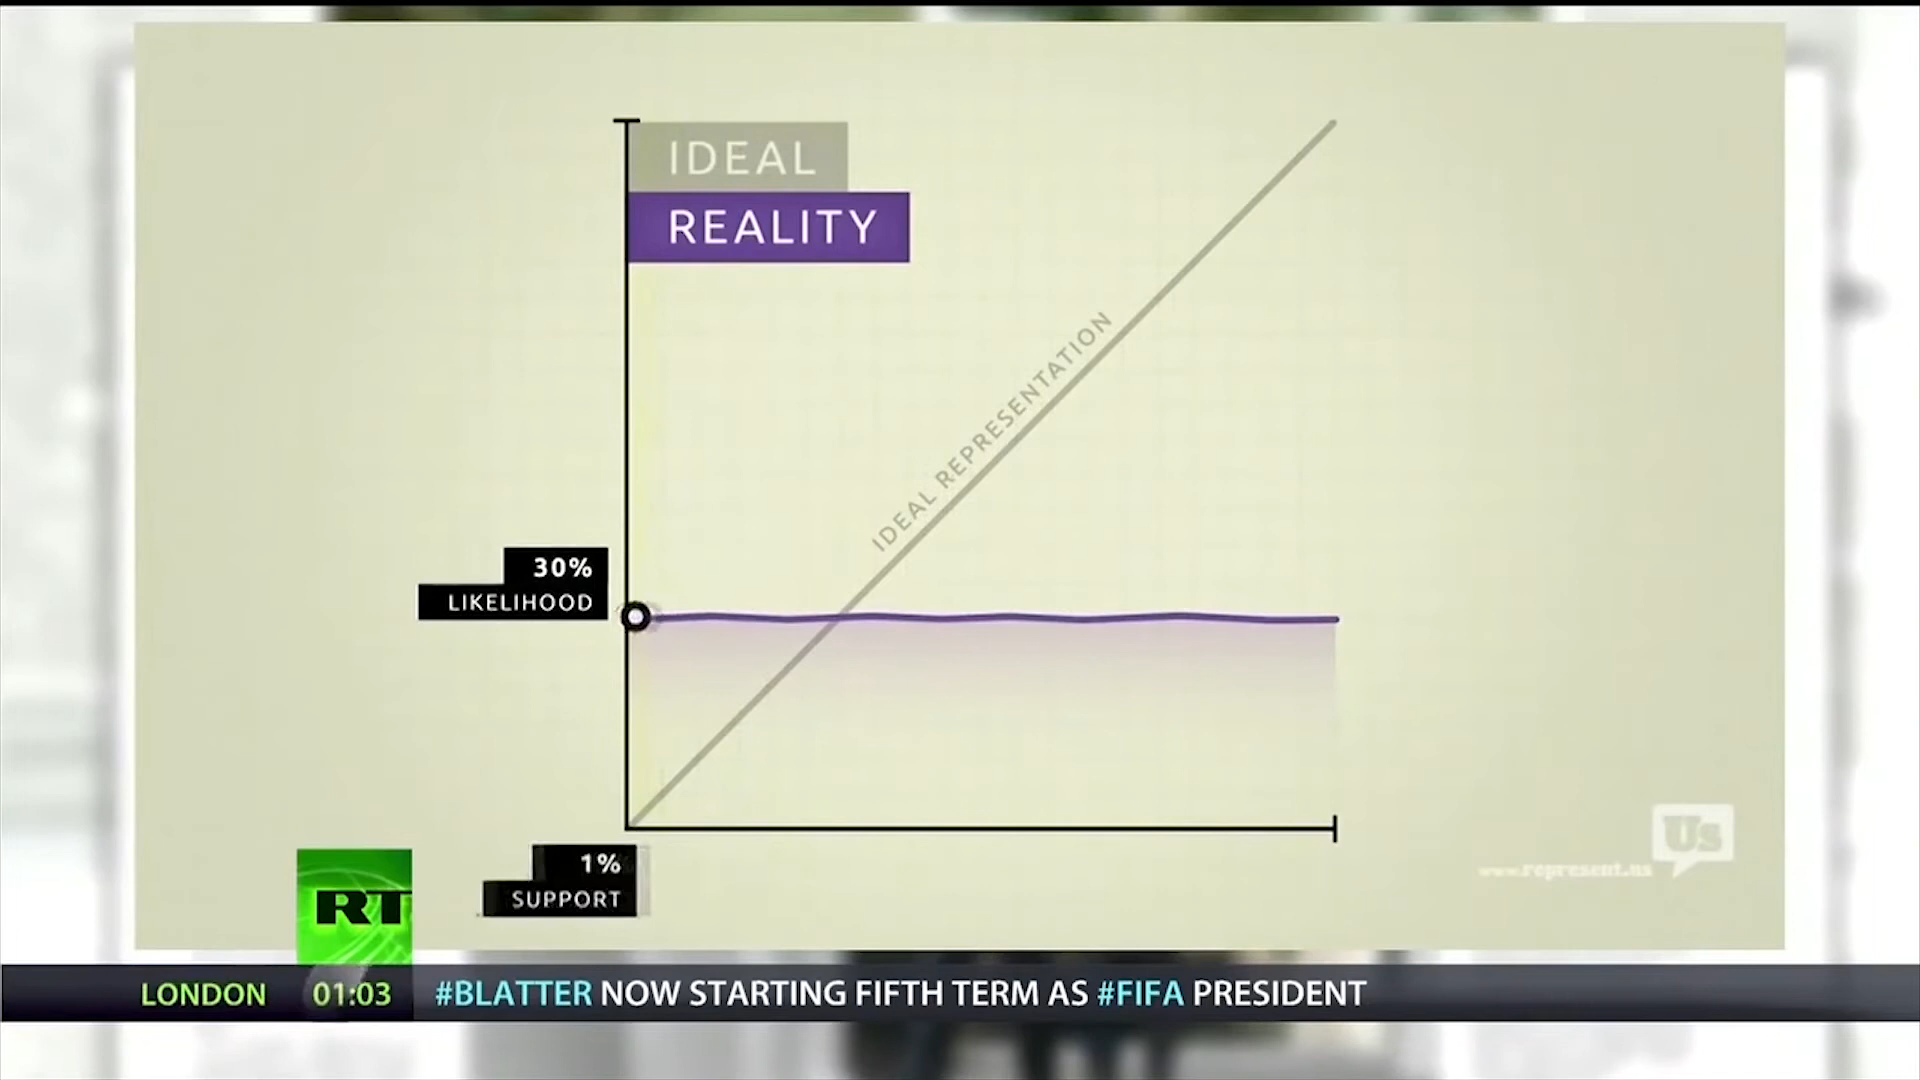 IDEAL
REALITY
IDEAL REPRESENTATION
30%
LIKELIHOOD
1%
SUPPORT
Us
www.represent.us
RT
LONDON 01:03 #BLATTER NOW STARTING FIFTH TERM AS #FIFA PRESIDENT